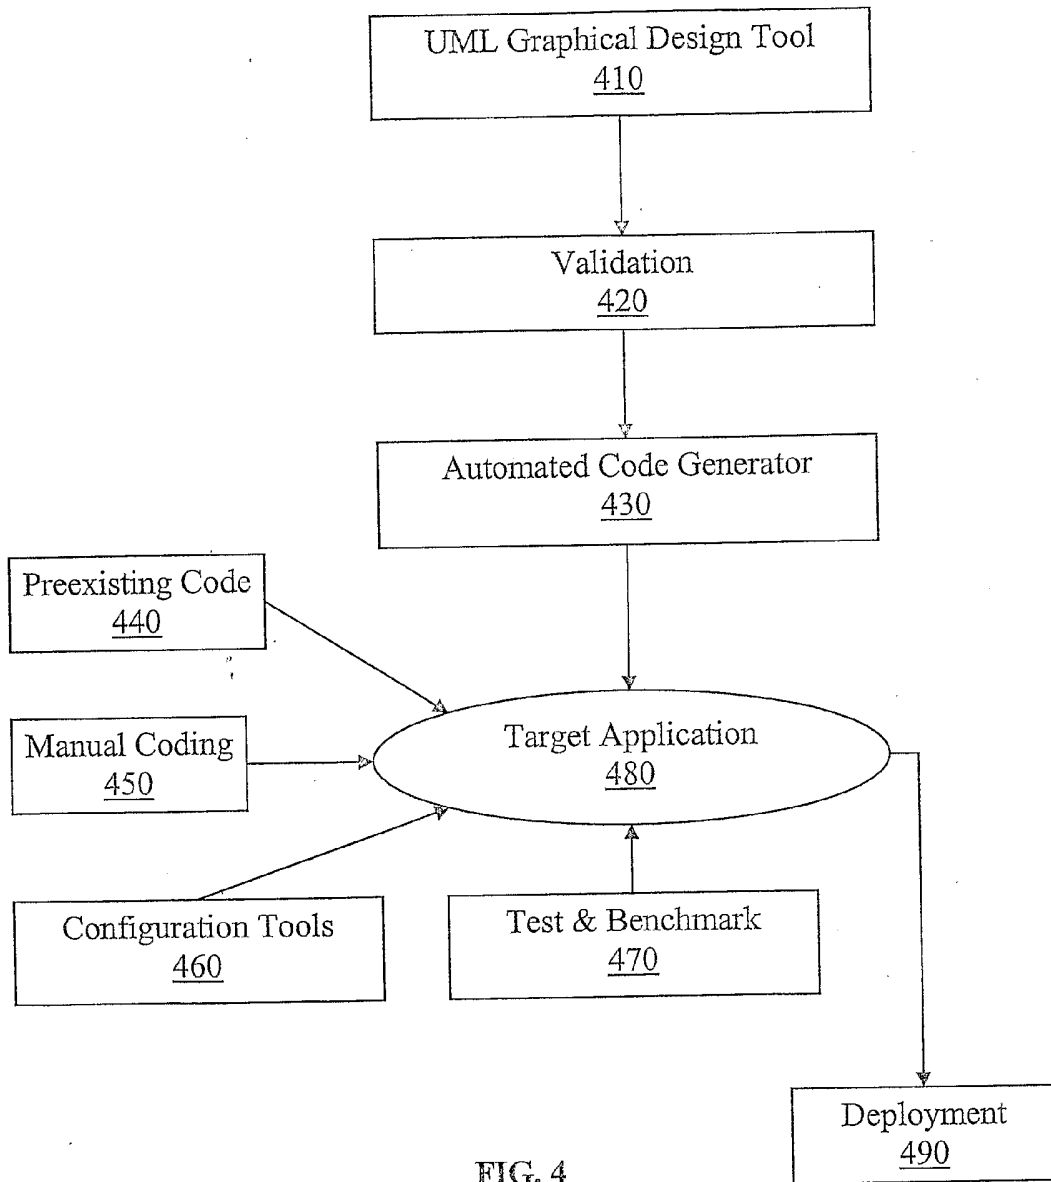 UML Graphical Design Tool
410
Validation
420
Automated Code Generator
430
Preexisting Code
440
Manual Coding
450
Target Application
480
Configuration Tools
460
Test & Benchmark
470
Deployment
490
FIG. 4